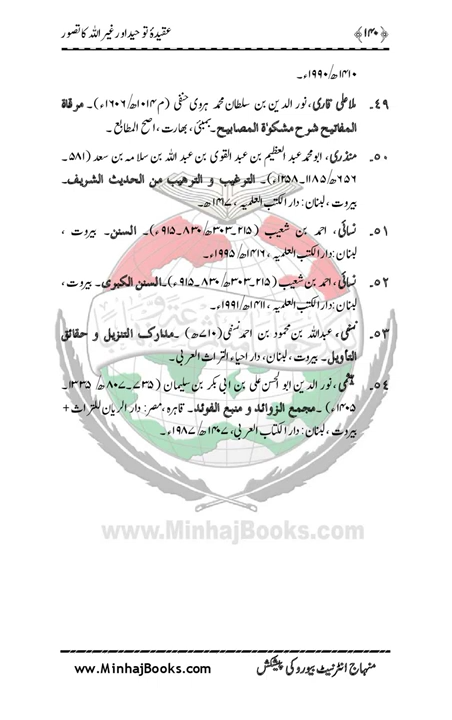 ﴿۱۴۰﴾ عقیدۂ توحید اور غیر اللہ کا تصور
۱۴۱۰ھ/۱۹۹۰ء۔
۴۹۔ ملا علی قاری، نور الدین بن سلطان محمد ہروی حنفی (م ۱۰۱۴ھ/۱۶۰۶ء)۔ مرقاۃ
المفاتیح شرح مشکوٰۃ المصابیح۔ بمبئی، بھارت، اصح المطابع۔
۵۰۔ منذری، ابو محمد عبد العظیم بن عبد القوی بن عبد اللہ بن سلامہ بن سعد (۵۸۱۔
۶۵۶ھ/۱۱۸۵۔۱۲۵۸ء)۔ الترغیب و الترھیب من الحدیث الشریف۔
بیروت، لبنان: دار الکتب العلمیہ، ۱۴۱۷ھ۔
۵۱۔ نسائی، احمد بن شعیب (۲۱۵۔۳۰۳ھ/۸۳۰۔۹۱۵ء)۔ السنن۔ بیروت،
لبنان: دار الکتب العلمیہ، ۱۴۱۶ھ/۱۹۹۵ء۔
۵۲۔ نسائی، احمد بن شعیب (۲۱۵۔۳۰۳ھ/۸۳۰۔۹۱۵ء)۔ السنن الکبری۔ بیروت،
لبنان: دار الکتب العلمیہ، ۱۴۱۱ھ/۱۹۹۱ء۔
۵۳۔ نسفی، عبداللہ بن محمود بن احمد نسفی (۷۱۰ھ)۔ مدارک التنزیل و حقائق
التأویل۔ بیروت، لبنان، دار احیاء التراث العربی۔
۵۴۔ ہیثمی، نور الدین ابو الحسن علی بن ابی بکر بن سلیمان (۷۳۵۔۸۰۷ھ/۱۳۳۵۔
۱۴۰۵ء)۔ مجمع الزوائد و منبع الفوائد۔ قاہرہ، مصر: دار الریان للتراث +
بیروت، لبنان: دار الکتاب العربی، ۱۴۰۷ھ/۱۹۸۷ء۔
www.MinhajBooks.com
منہاج انٹرنیٹ بیورو کی پیشکش www.MinhajBooks.com